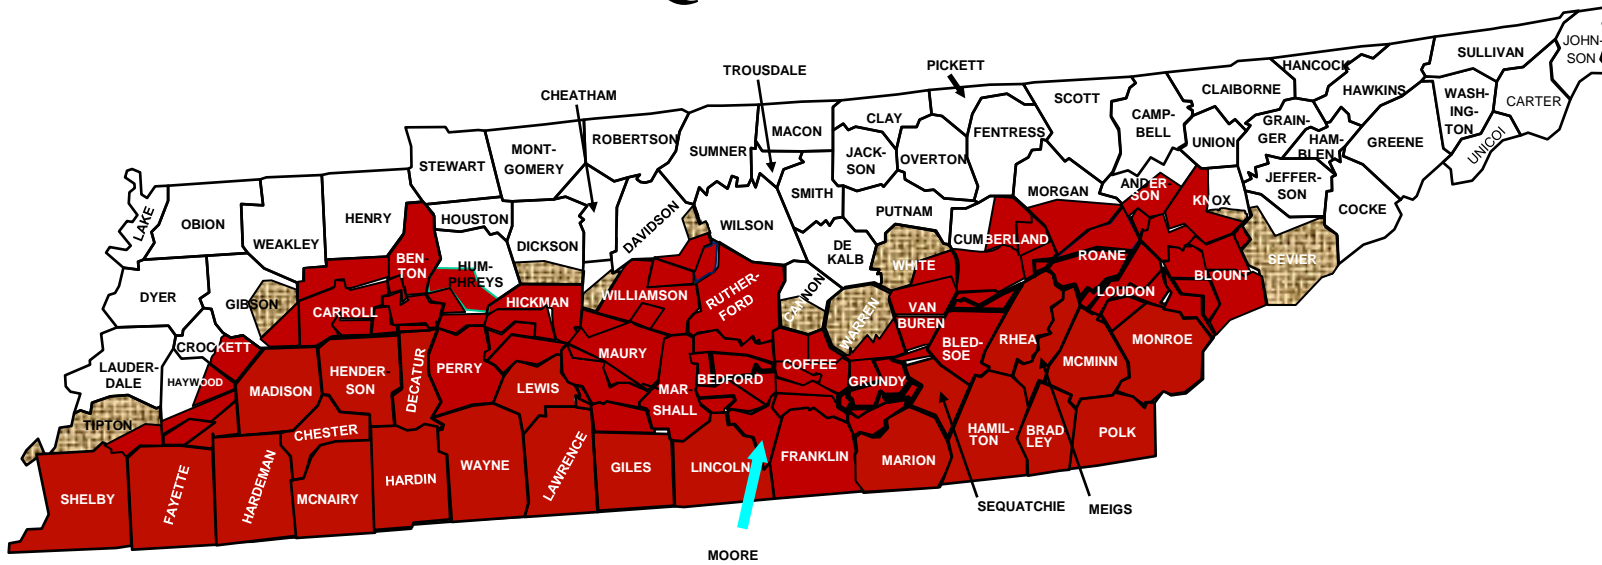 JOHN-
SON
SULLIVAN
HANCOCK
PICKETT
TROUSDALE
CLAIBORNE
HAWKINS
WASH-
ING-
TON
CARTER
CHEATHAM
SCOTT
CAMP-
BELL
GRAIN-
GER
UNION
HAM-
BLEN
GREENE
UNICOI
CLAY
MACON
FENTRESS
ROBERTSON
SUMNER
JACK-
SON
OVERTON
MONT-
GOMERY
STEWART
SMITH
MORGAN
ANDER-
SON
KNOX
JEFFER-
SON
COCKE
LAKE
OBION
HENRY
HOUSTON
WEAKLEY
DICKSON
DAVIDSON
WILSON
PUTNAM
CUMBERLAND
DE
KALB
BEN-
TON
HUM-
PHREYS
WHITE
ROANE
BLOUNT
SEVIER
DYER
GIBSON
CARROLL
HICKMAN
WILLIAMSON
RUTHER-
FORD
CANNON
WARREN
VAN
BUREN
LOUDON
CROCKETT
LAUDER-
DALE
HAYWOOD
MADISON
HENDER-
SON
DECATUR
PERRY
LEWIS
MAURY
MAR-
SHALL
BEDFORD
COFFEE
GRUNDY
BLED-
SOE
RHEA
MCMINN
MONROE
TIPTON
CHESTER
SHELBY
FAYETTE
HARDEMAN
MCNAIRY
HARDIN
WAYNE
LAWRENCE
GILES
LINCOLN
FRANKLIN
MARION
HAMIL-
TON
BRAD
LEY
POLK
SEQUATCHIE
MEIGS
MOORE